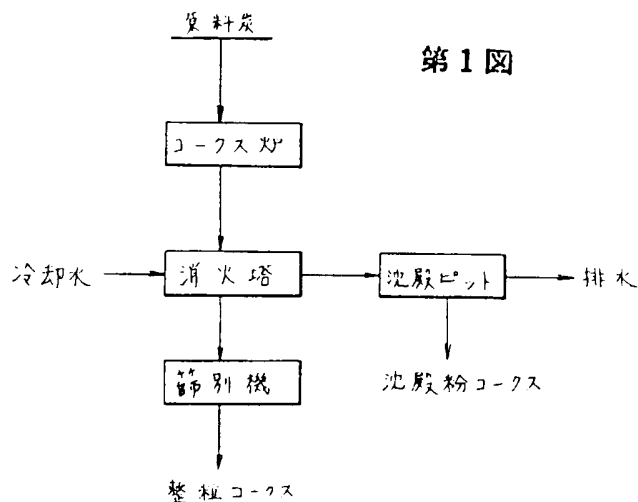 原料炭
第1図
コークス炉
冷却水
消火塔
沈殿ピット
排水
篩別機
沈殿粉コークス
整粒コークス